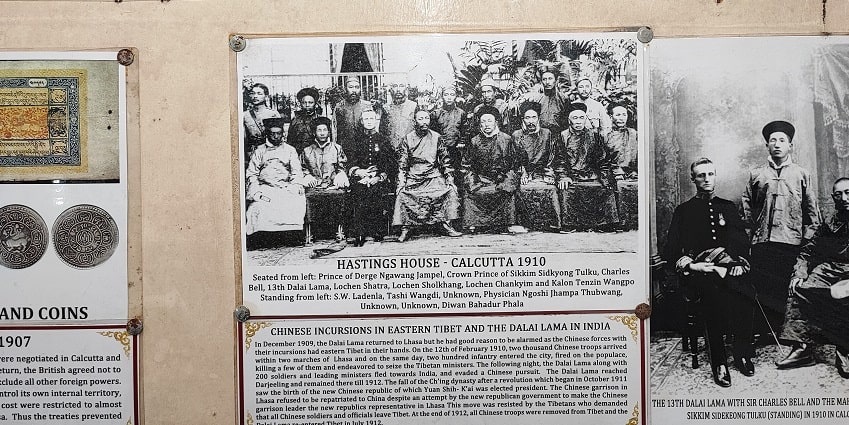 AND COINS
1907
were negotiated in Calcutta and
return, the British agreed not to
exclude all other foreign powers.
control its own internal territory,
cost were restricted to almost
Thus the treaties prevented
HASTINGS HOUSE - CALCUTTA 1910
Seated from left: Prince of Derge Ngawang Jampel, Crown Prince of Sikkim Sidkyong Tulku, Charles
Bell, 13th Dalai Lama, Lochen Shatra, Lochen Sholkhang, Lochen Chankyim and Kalon Tenzin Wangpo
Standing from left: S.W. Ladenla, Tashi Wangdi, Unknown, Physician Ngoshi Jhampa Thubwang,
Unknown, Unknown, Diwan Bahadur Phala
CHINESE INCURSIONS IN EASTERN TIBET AND THE DALAI LAMA IN INDIA
In December 1909, the Dalai Lama returned to Lhasa but he had good reason to be alarmed as the Chinese forces with
their incursions had eastern Tibet in their hands. On the 12th of February 1910, two thousand Chinese troops arrived
within two marches of Lhasa and on the same day, two hundred infantry entered the city, fired on the populace,
killing a few of them and endeavored to seize the Tibetan ministers. The following night, the Dalai Lama along with
200 soldiers and leading ministers fled towards India, and evaded a Chinese pursuit. The Dalai Lama reached
Darjeeling and remained there till 1912. The fall of the Ch'ing dynasty after a revolution which began in October 1911
saw the birth of the new Chinese republic of which Yuan Shih- K'ai was elected president. The Chinese garrison in
Lhasa refused to be repatriated to China despite an attempt by the new republican government to make the Chinese
garrison leader the new republics representative in Lhasa This move was resisted by the Tibetans who demanded
that all Chinese soldiers and officials leave Tibet. At the end of 1912, all Chinese troops were removed from Tibet and the
Dalai Lama re-entered Tibet in July 1912.
THE 13TH DALAI LAMA WITH SIR CHARLES BELL AND THE MAH
SIKKIM SIDEKEONG TULKU (STANDING) IN 1910 IN CALC